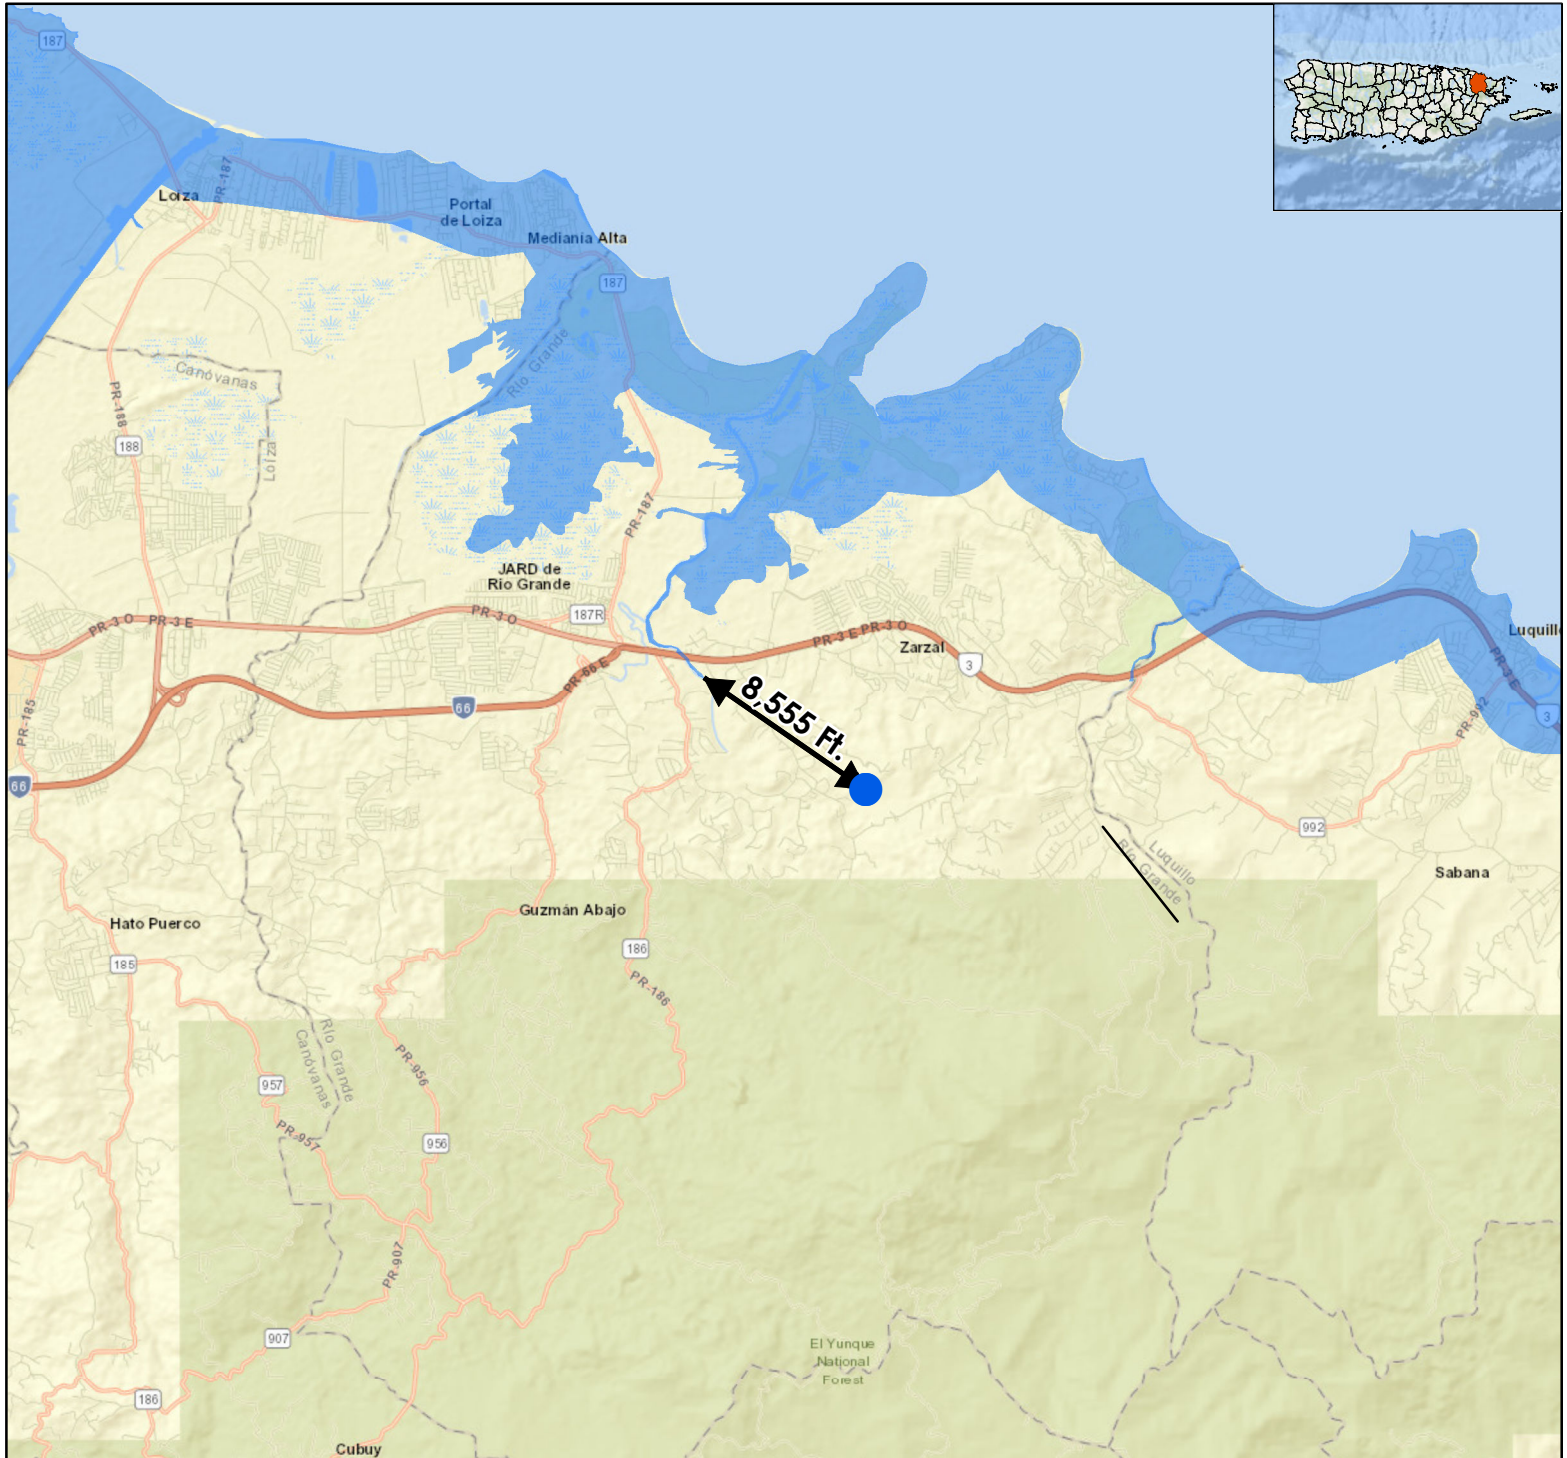 187
Loíza
PR-187
Portal
de Loiza
Mediania Alta
187
Río Grande
Canóvanas
Loíza
PR-188
188
PR-187
JARD de
Rio Grande
187R
PR-3 O
PR-3 E
PR-3 O
PR-3 E
PR-3 O
Zarzal
3
Luquillo
PR-3 E
3
PR-66 E
66
PR-185
66
8,555 Ft.
PR-992
992
Luquillo
Río Grande
Sabana
Guzmán Abajo
Hato Puerco
185
186
PR-186
Río Grande
Canóvanas
957
PR-957
PR-956
956
PR-907
907
186
El Yunque
National
Forest
Cubuy